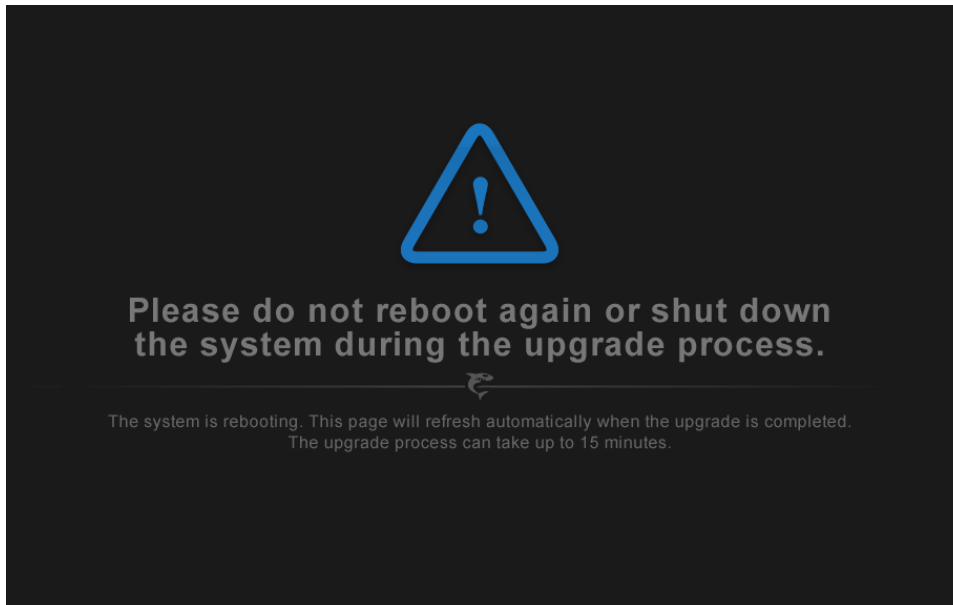 Please do not reboot again or shut down
the system during the upgrade process.
The system is rebooting. This page will refresh automatically when the upgrade is completed.
The upgrade process can take up to 15 minutes.